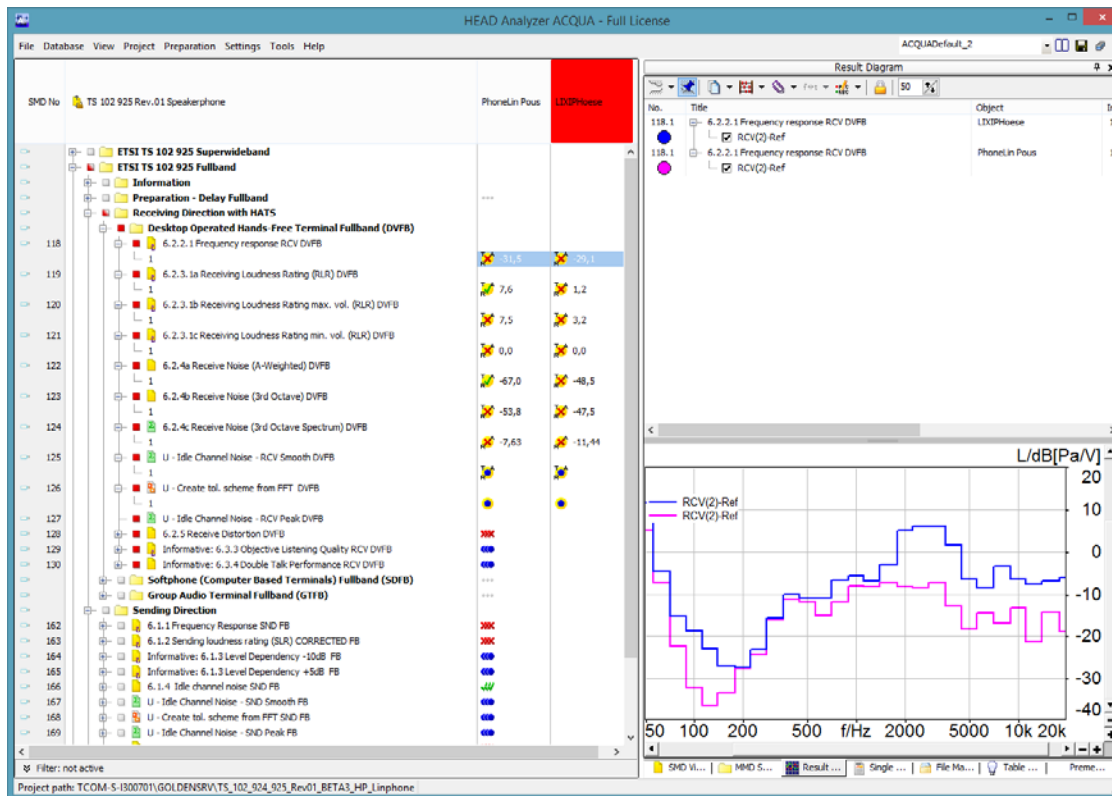 HEAD Analyzer ACQUA - Full License
File Database View Project Preparation Settings Tools Help
ACQUADefault_2
SMD No TS 102 925 Rev.01 Speakerphone PhoneLin Pous LIXIPHoese
ETSI TS 102 925 Superwideband
ETSI TS 102 925 Fullband
Information
Preparation - Delay Fullband
Receiving Direction with HATS
Desktop Operated Hands-Free Terminal Fullband (DVFB)
118 6.2.2.1 Frequency response RCV DVFB
1 -31,5 -29,1
119 6.2.3.1a Receiving Loudness Rating (RLR) DVFB
1 7,6 1,2
120 6.2.3.1b Receiving Loudness Rating max. vol. (RLR) DVFB
1 7,5 3,2
121 6.2.3.1c Receiving Loudness Rating min. vol. (RLR) DVFB
1 0,0 0,0
122 6.2.4a Receive Noise (A-Weighted) DVFB
1 -67,0 -48,5
123 6.2.4b Receive Noise (3rd Octave) DVFB
1 -53,8 -47,5
124 6.2.4c Receive Noise (3rd Octave Spectrum) DVFB
1 -7,63 -11,44
125 U - Idle Channel Noise - RCV Smooth DVFB
1
126 U - Create tol. scheme from FFT DVFB
1
127 U - Idle Channel Noise - RCV Peak DVFB
128 6.2.5 Receive Distortion DVFB
129 Informative: 6.3.3 Objective Listening Quality RCV DVFB
130 Informative: 6.3.4 Double Talk Performance RCV DVFB
Softphone (Computer Based Terminals) Fullband (SDFB)
Group Audio Terminal Fullband (GTFB)
Sending Direction
162 6.1.1 Frequency Response SND FB
163 6.1.2 Sending loudness rating (SLR) CORRECTED FB
164 Informative: 6.1.3 Level Dependency -10dB FB
165 Informative: 6.1.3 Level Dependency +5dB FB
166 6.1.4 Idle channel noise SND FB
167 U - Idle Channel Noise - SND Smooth FB
168 U - Create tol. scheme from FFT SND FB
169 U - Idle Channel Noise - SND Peak FB
Filter: not active
Project path: TCOM-S-I300701\GOLDENSRV\TS_102_924_925_Rev01_BETA3_HP_Linphone
Result Diagram
50
No. Title Object
118.1 6.2.2.1 Frequency response RCV DVFB LIXIPHoese
RCV(2)-Ref
118.1 6.2.2.1 Frequency response RCV DVFB PhoneLin Pous
RCV(2)-Ref
L/dB[Pa/V]
20
RCV(2)-Ref
RCV(2)-Ref
10
0
-10
-20
-30
-40
50 100 200 500 f/Hz 2000 5000 10k 20k
SMD Vi... MMD S... Result ... Single ... File Ma... Table ... Preme...